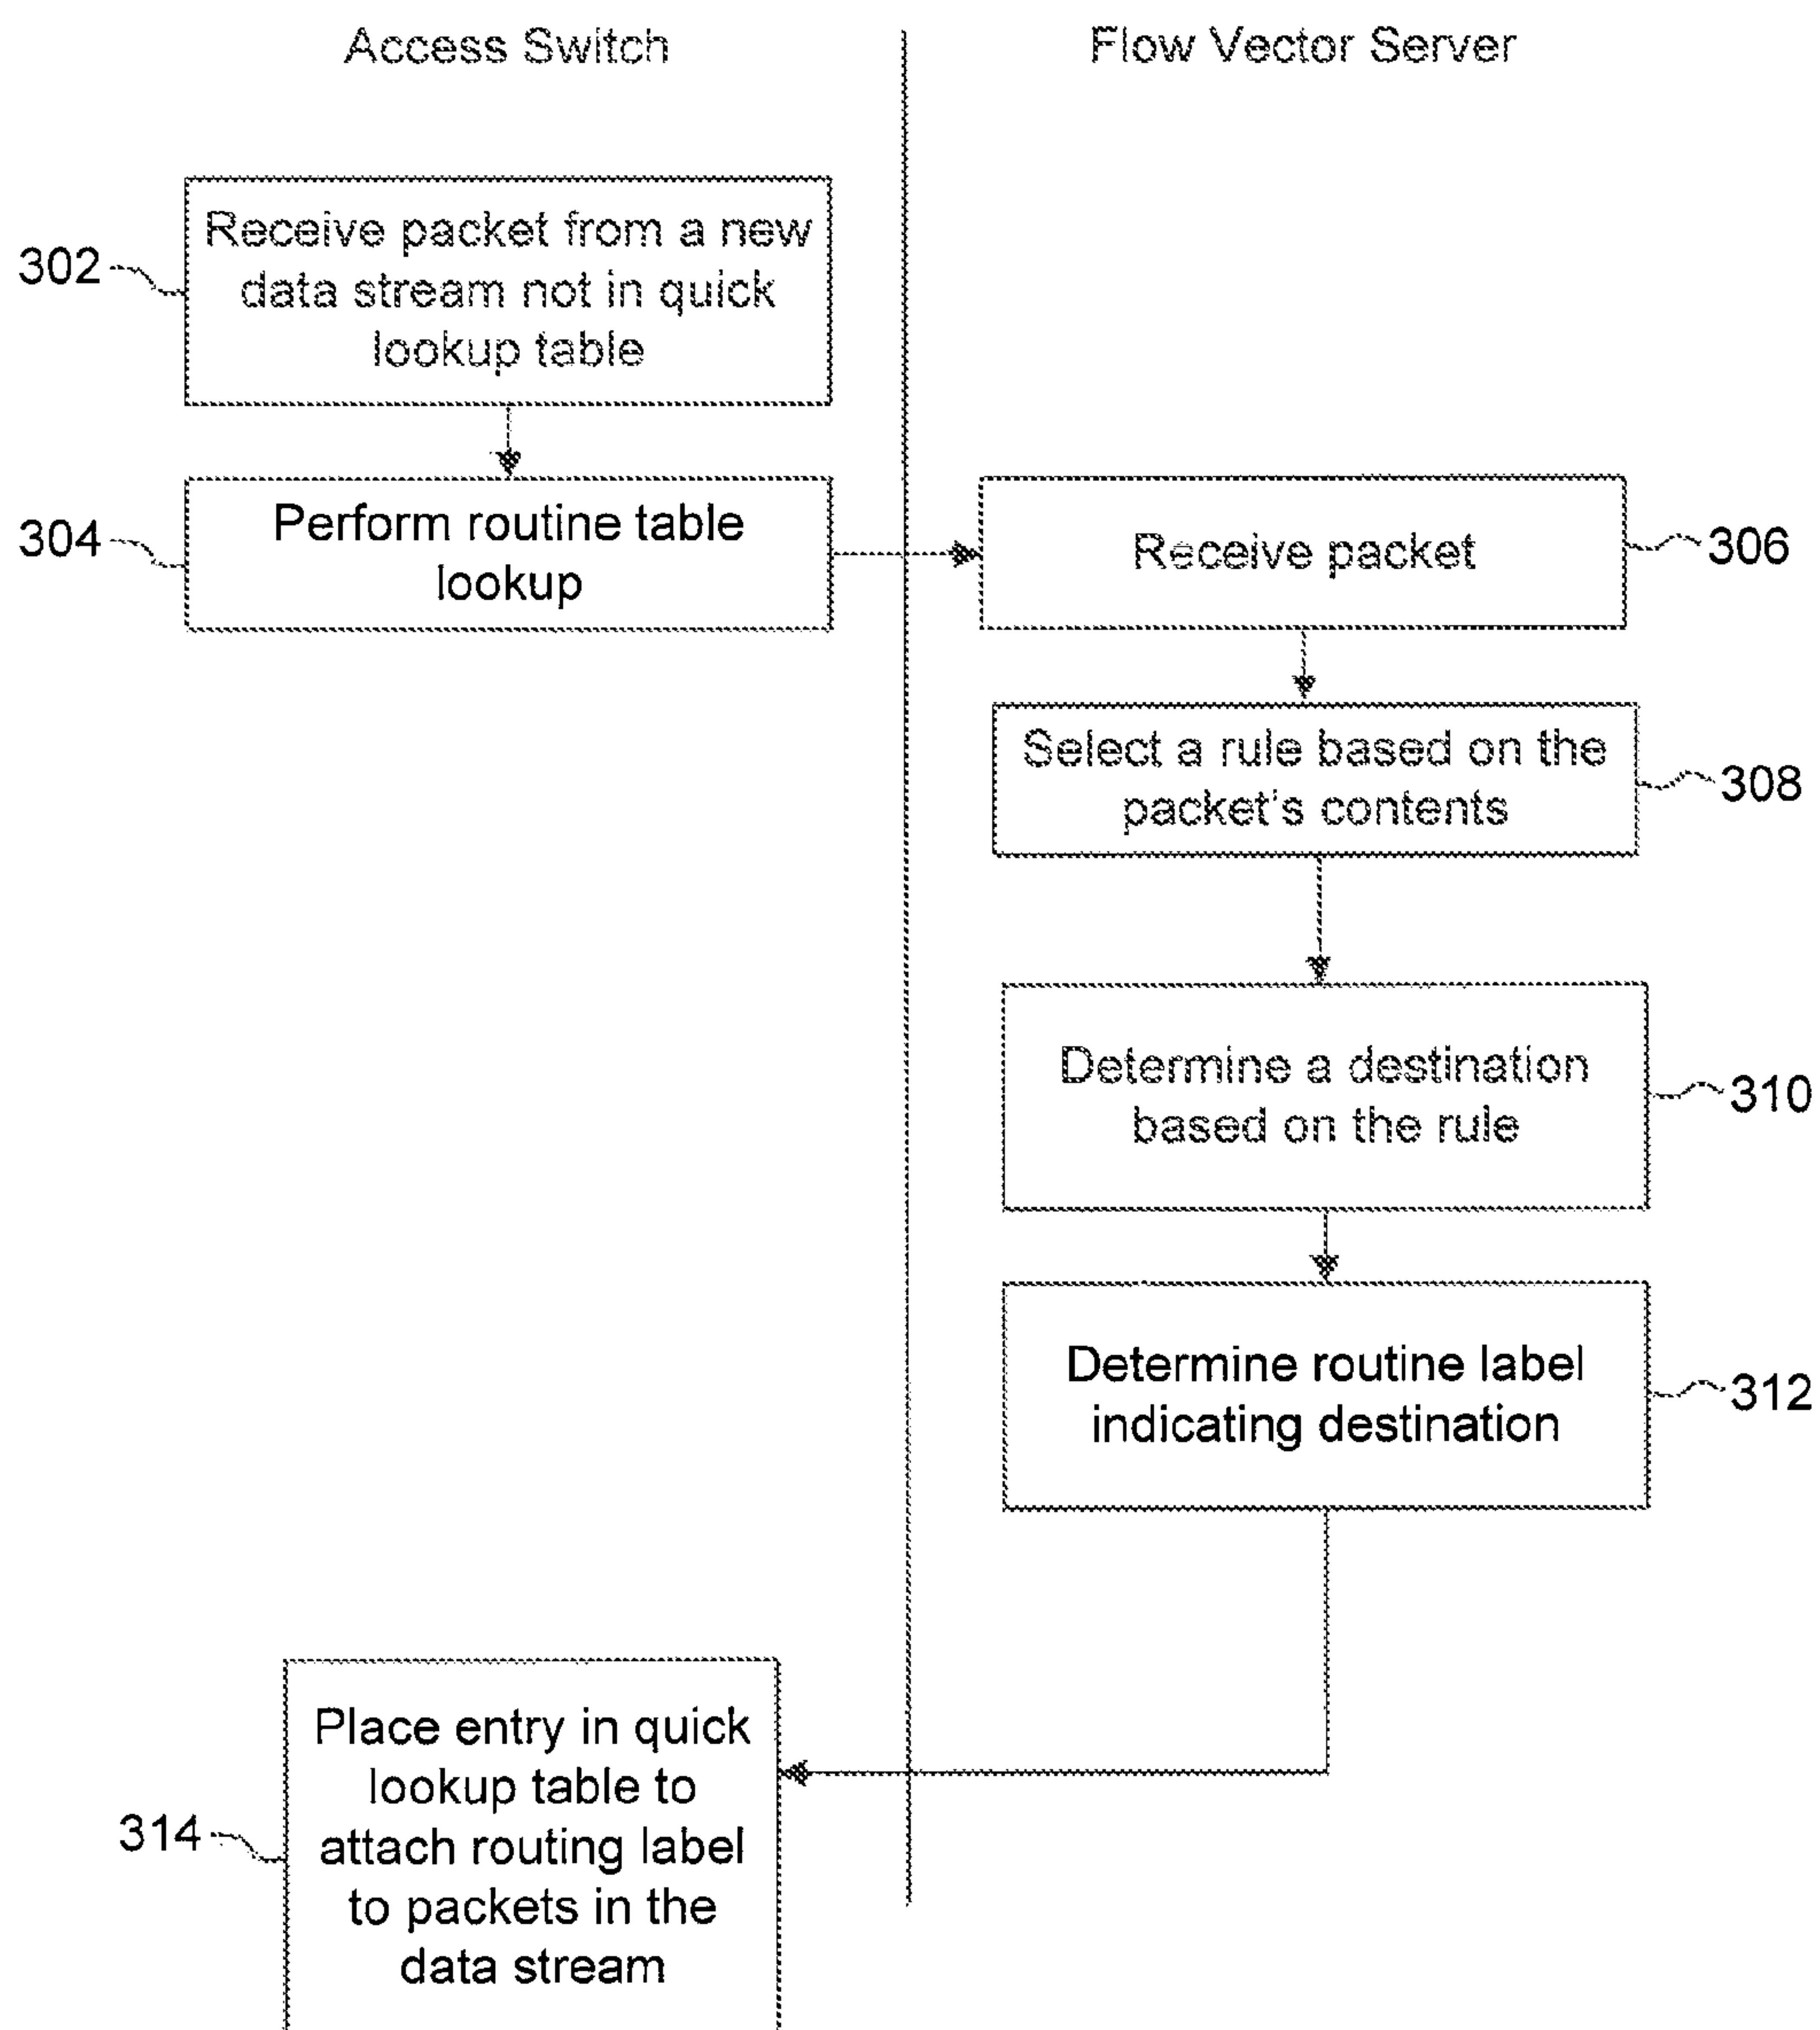 Access Switch
Flow Vector Server
Receive packet from a new
data stream not in quick
lookup table
302
Perform routine table
lookup
304
Receive packet
306
Select a rule based on the
packet's contents
308
Determine a destination
based on the rule
310
Determine routine label
indicating destination
312
Place entry in quick
lookup table to
attach routing label
to packets in the
data stream
314